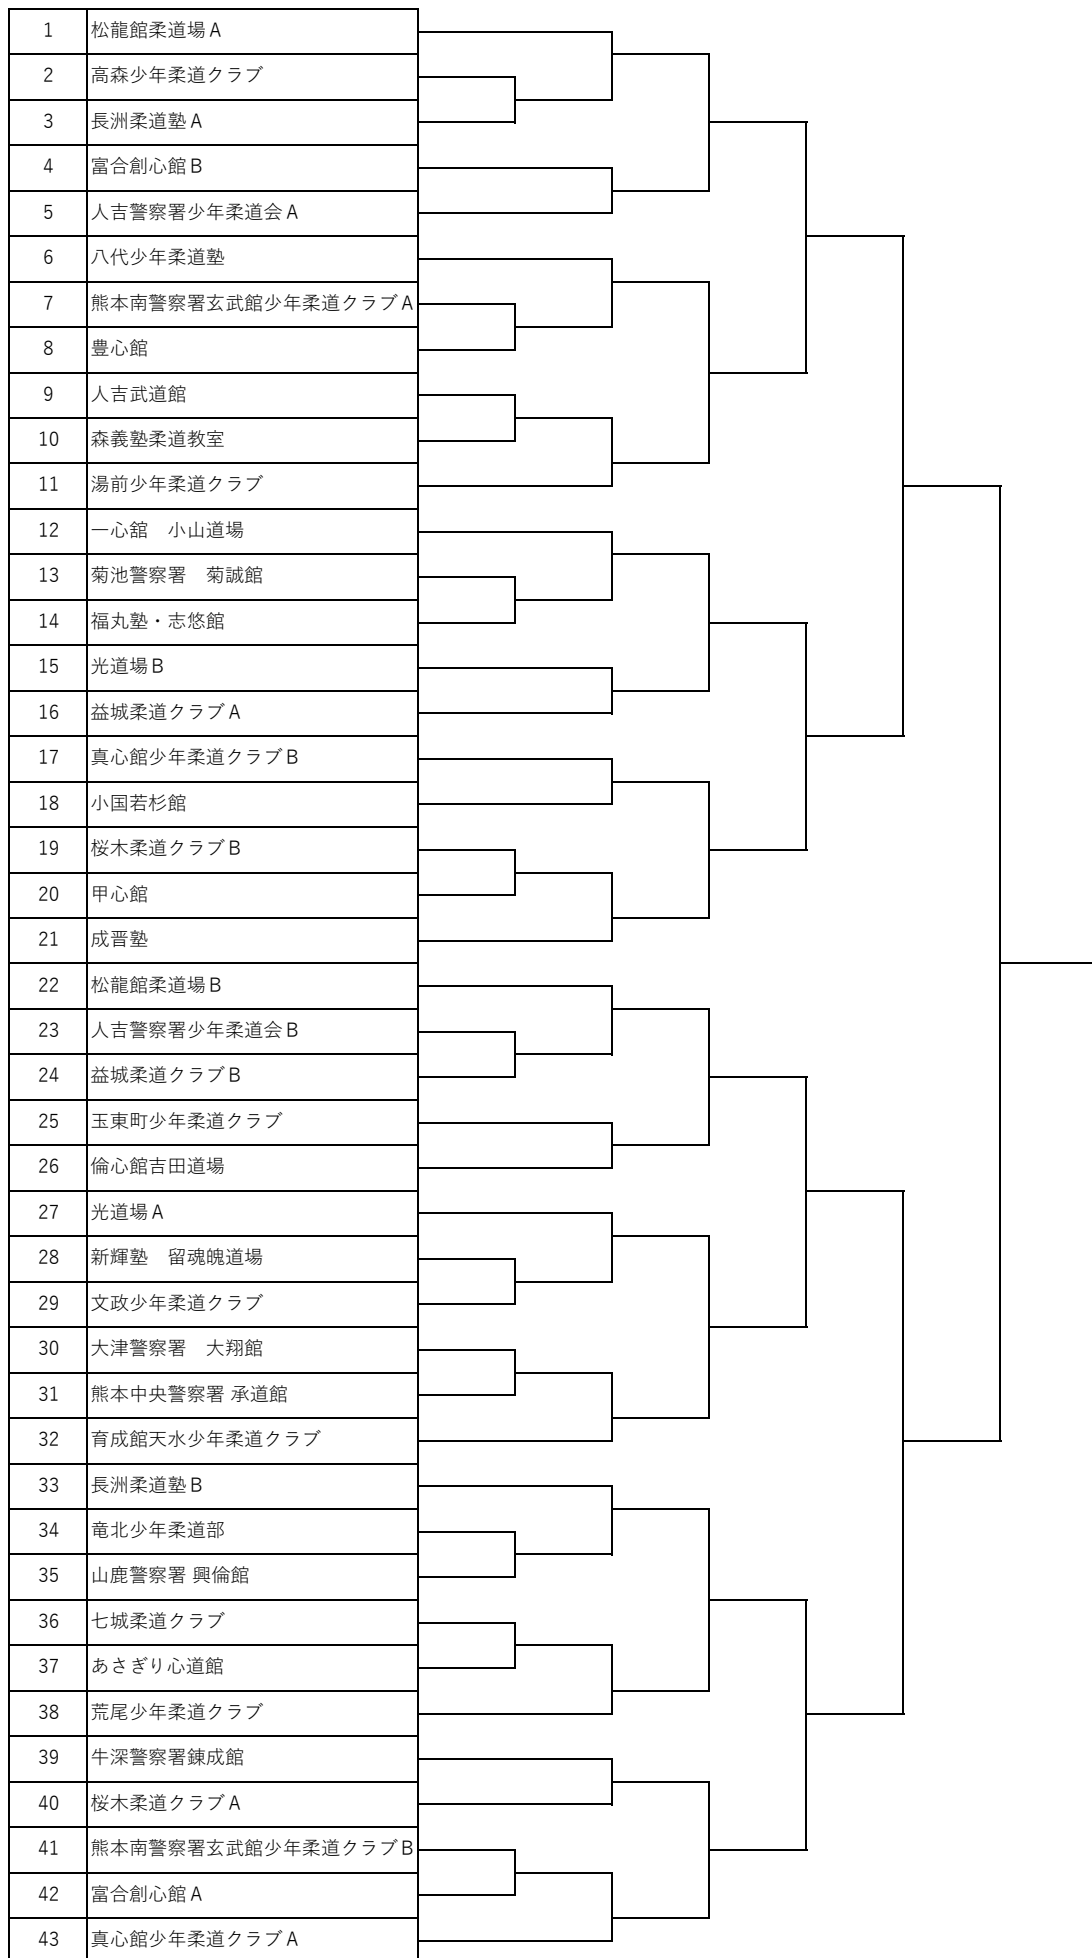 1 松龍館柔道場A
2 高森少年柔道クラブ
3 長洲柔道塾A
4 富合創心館B
5 人吉警察署少年柔道会A
6 八代少年柔道塾
7 熊本南警察署玄武館少年柔道クラブA
8 豊心館
9 人吉武道館
10 森義塾柔道教室
11 湯前少年柔道クラブ
12 一心舘　小山道場
13 菊池警察署　菊誠館
14 福丸塾・志悠館
15 光道場B
16 益城柔道クラブA
17 真心館少年柔道クラブB
18 小国若杉館
19 桜木柔道クラブB
20 甲心館
21 成晋塾
22 松龍館柔道場B
23 人吉警察署少年柔道会B
24 益城柔道クラブB
25 玉東町少年柔道クラブ
26 倫心館吉田道場
27 光道場A
28 新輝塾　留魂魄道場
29 文政少年柔道クラブ
30 大津警察署　大翔館
31 熊本中央警察署 承道館
32 育成館天水少年柔道クラブ
33 長洲柔道塾B
34 竜北少年柔道部
35 山鹿警察署 興倫館
36 七城柔道クラブ
37 あさぎり心道館
38 荒尾少年柔道クラブ
39 牛深警察署錬成館
40 桜木柔道クラブA
41 熊本南警察署玄武館少年柔道クラブB
42 富合創心館A
43 真心館少年柔道クラブA